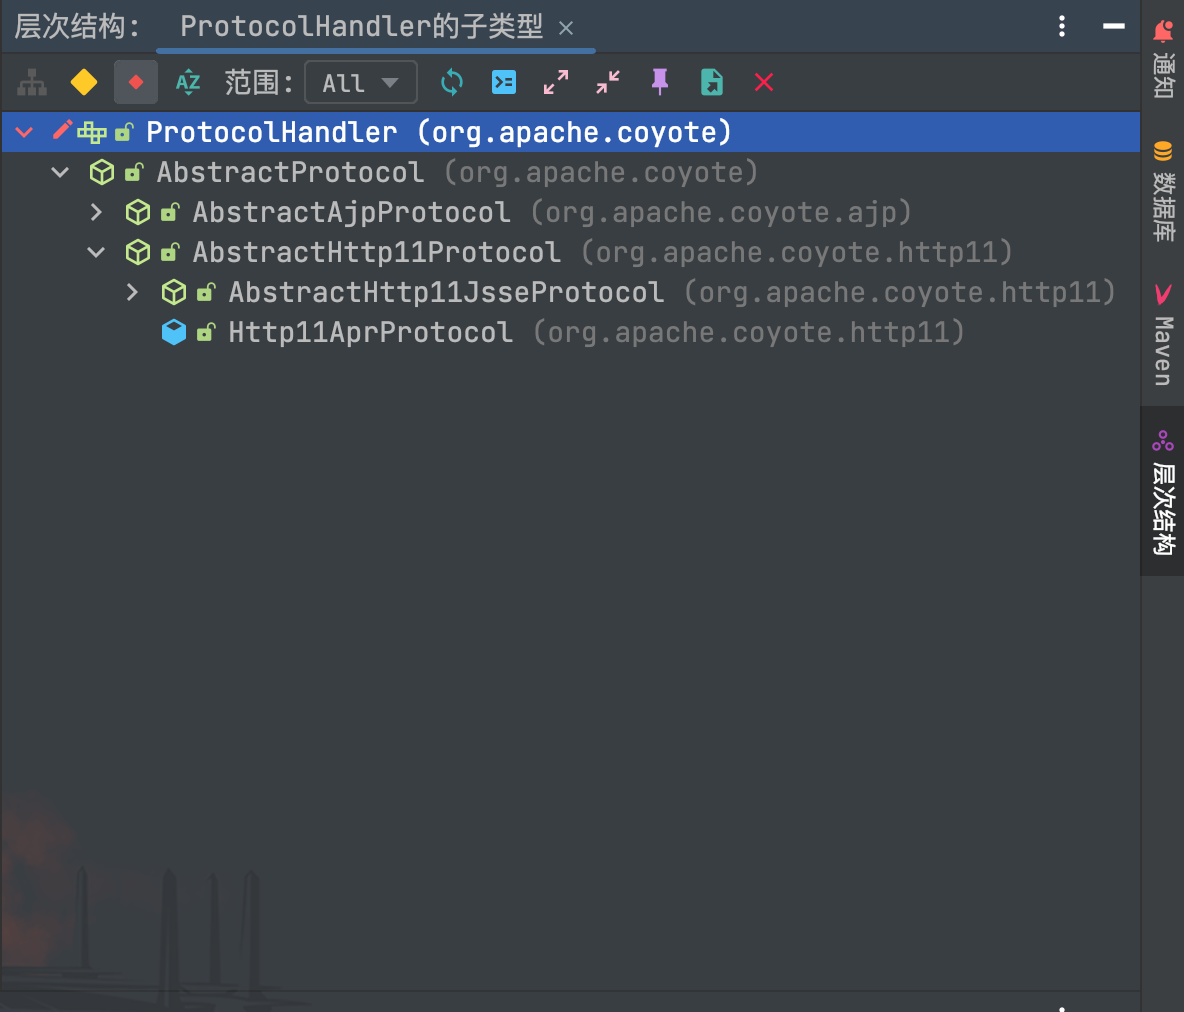 层次结构： ProtocolHandler的子类型
范围： All
ProtocolHandler (org.apache.coyote)
AbstractProtocol (org.apache.coyote)
AbstractAjpProtocol (org.apache.coyote.ajp)
AbstractHttp11Protocol (org.apache.coyote.http11)
AbstractHttp11JsseProtocol (org.apache.coyote.http11)
Http11AprProtocol (org.apache.coyote.http11)
通知
数据库
Maven
层次结构